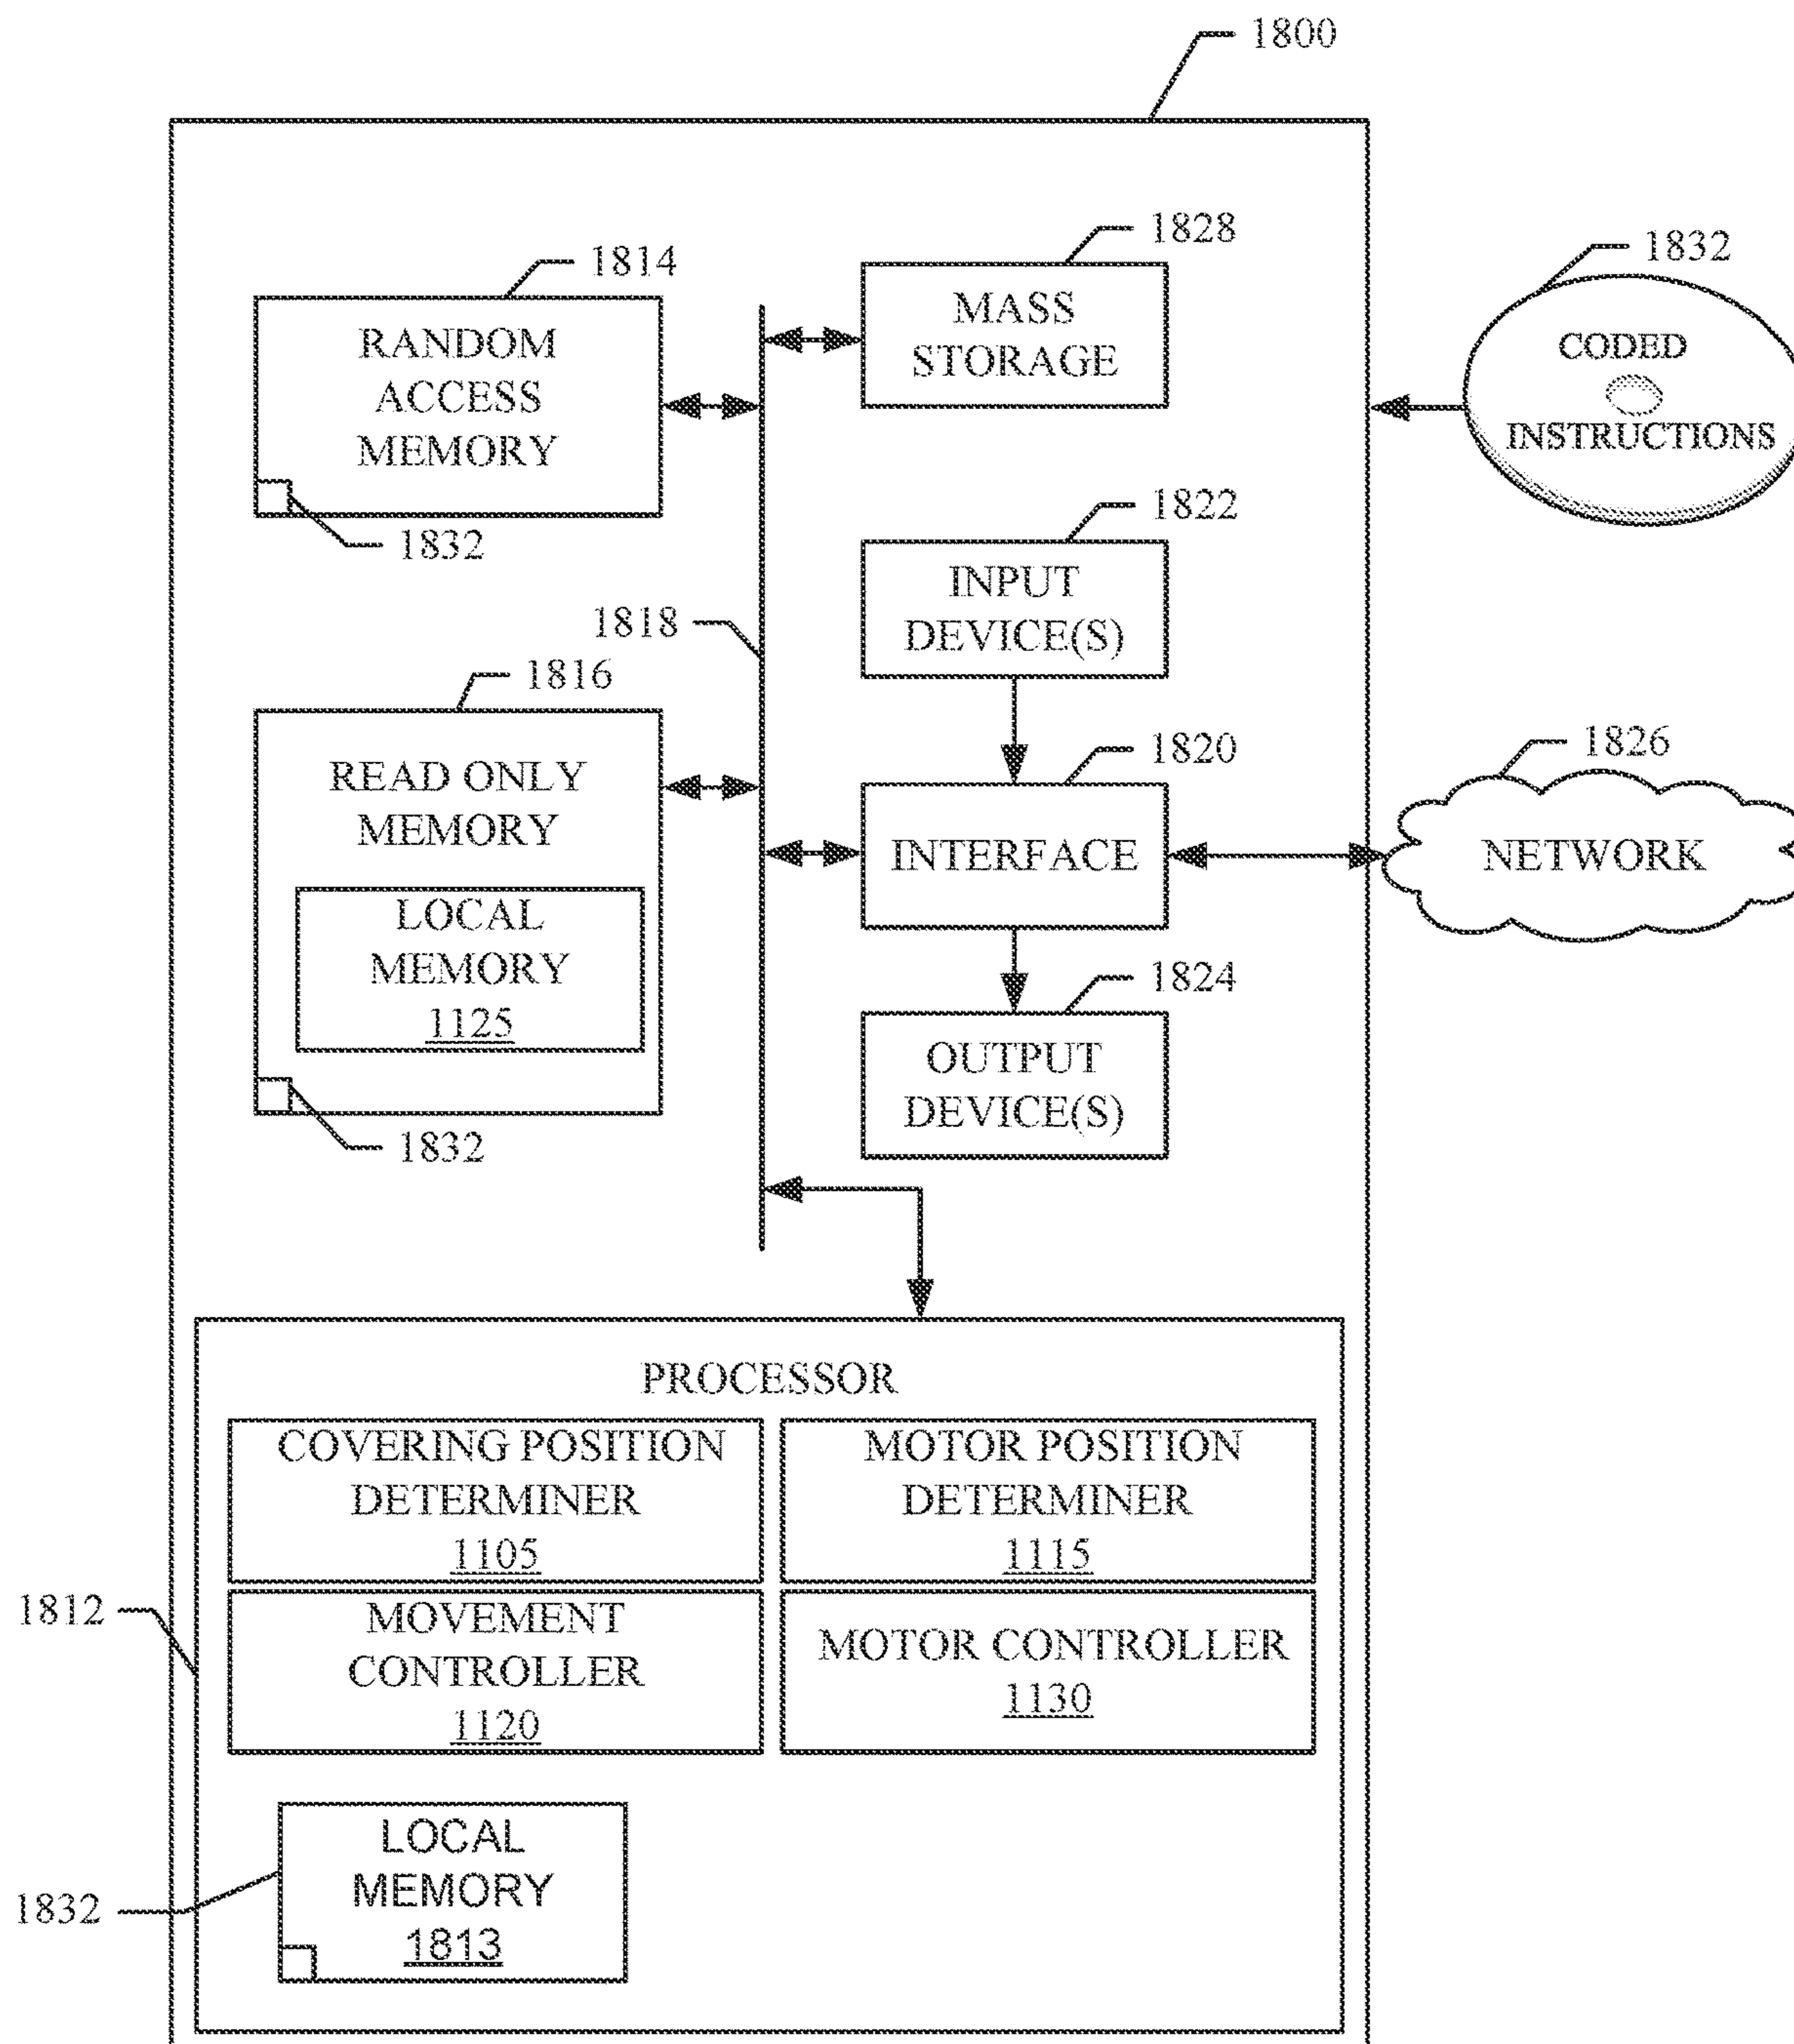 1800
1828
1832
1814
MASS
STORAGE
RANDOM
ACCESS
MEMORY
CODED
INSTRUCTIONS
1832
1822
INPUT
DEVICE(S)
1818
1816
1820
1826
READ ONLY
MEMORY
INTERFACE
NETWORK
LOCAL
MEMORY
1125
1824
OUTPUT
DEVICE(S)
1832
PROCESSOR
COVERING POSITION
DETERMINER
1105
MOTOR POSITION
DETERMINER
1115
1812
MOVEMENT
CONTROLLER
1120
MOTOR CONTROLLER
1130
LOCAL
MEMORY
1813
1832